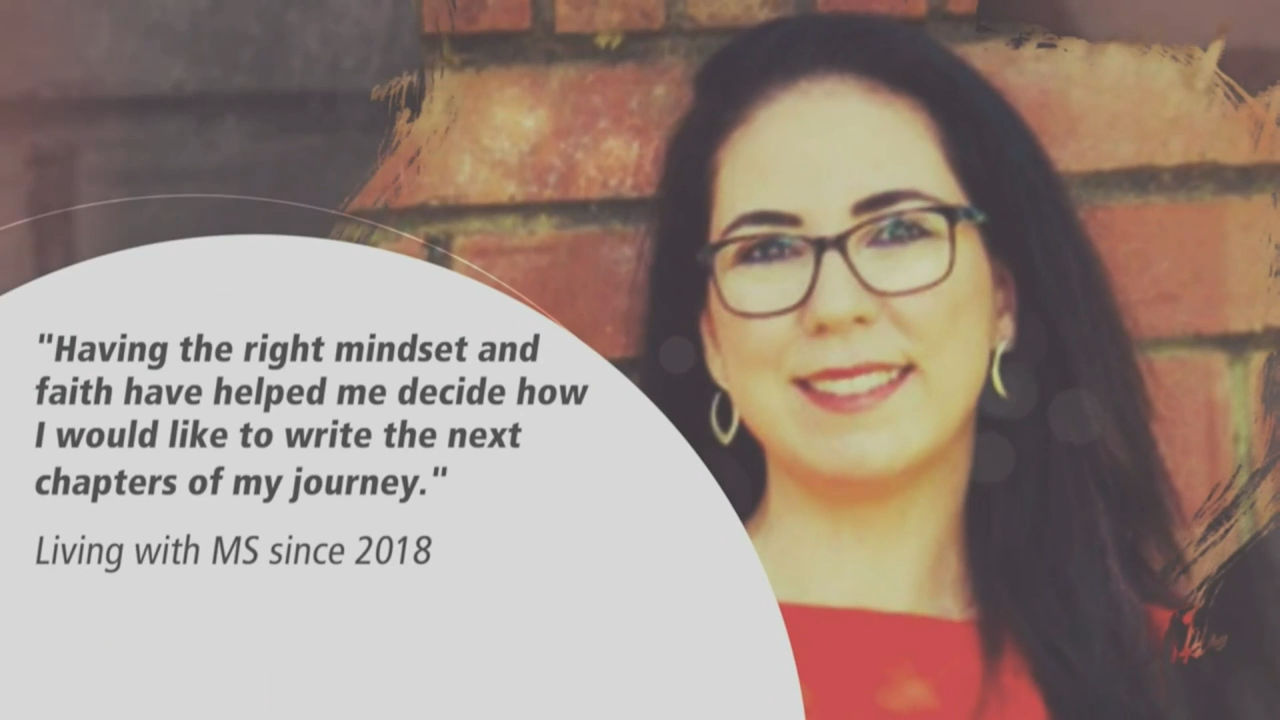 "Having the right mindset and
faith have helped me decide how
I would like to write the next
chapters of my journey."
Living with MS since 2018